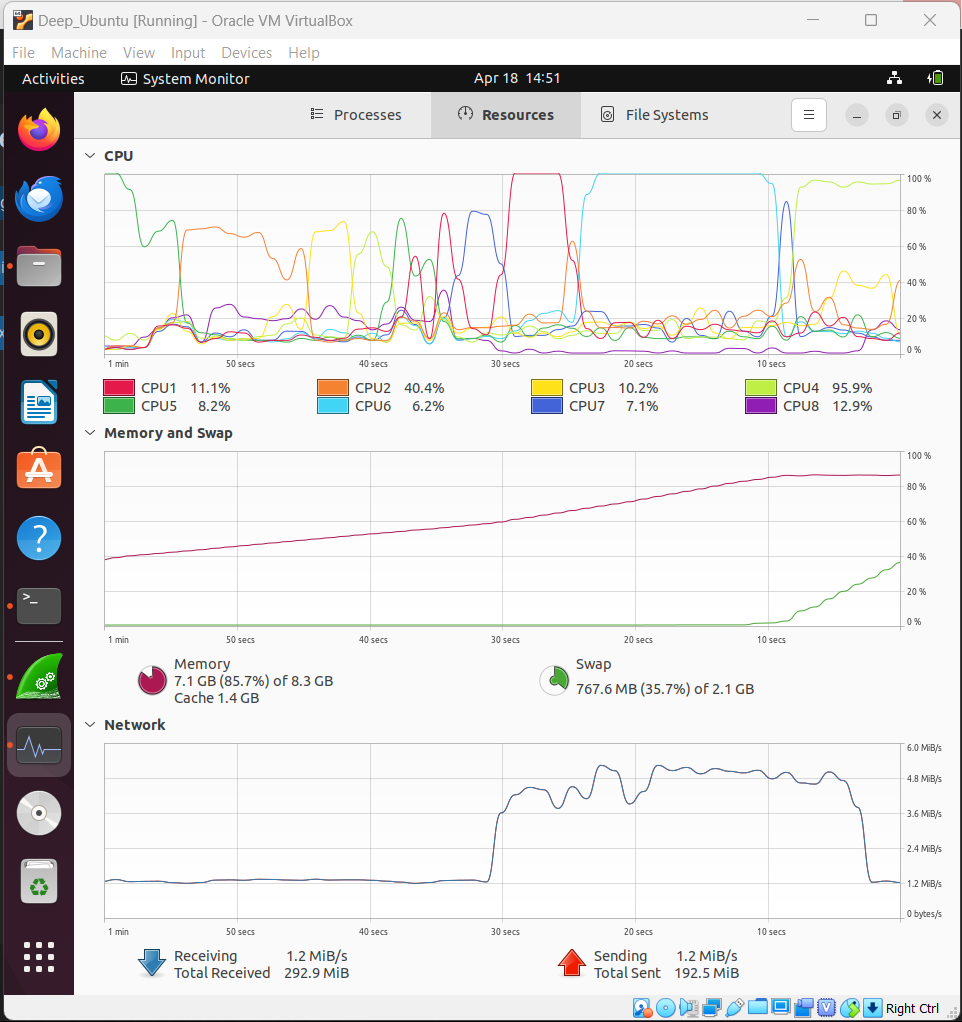 Deep_Ubuntu [Running] - Oracle VM VirtualBox
File Machine View Input Devices Help
Activities System Monitor Apr 18 14:51
Processes Resources File Systems
CPU
100 %
80 %
60 %
40 %
20 %
0 %
1 min 50 secs 40 secs 30 secs 20 secs 10 secs
CPU1 11.1% CPU2 40.4% CPU3 10.2% CPU4 95.9%
CPU5 8.2% CPU6 6.2% CPU7 7.1% CPU8 12.9%
Memory and Swap
100 %
80 %
60 %
40 %
20 %
0 %
1 min 50 secs 40 secs 30 secs 20 secs 10 secs
Memory
7.1 GB (85.7%) of 8.3 GB
Cache 1.4 GB
Swap
767.6 MB (35.7%) of 2.1 GB
Network
6.0 MiB/s
4.8 MiB/s
3.6 MiB/s
2.4 MiB/s
1.2 MiB/s
0 bytes/s
1 min 50 secs 40 secs 30 secs 20 secs 10 secs
Receiving 1.2 MiB/s
Total Received 292.9 MiB
Sending 1.2 MiB/s
Total Sent 192.5 MiB
Right Ctrl